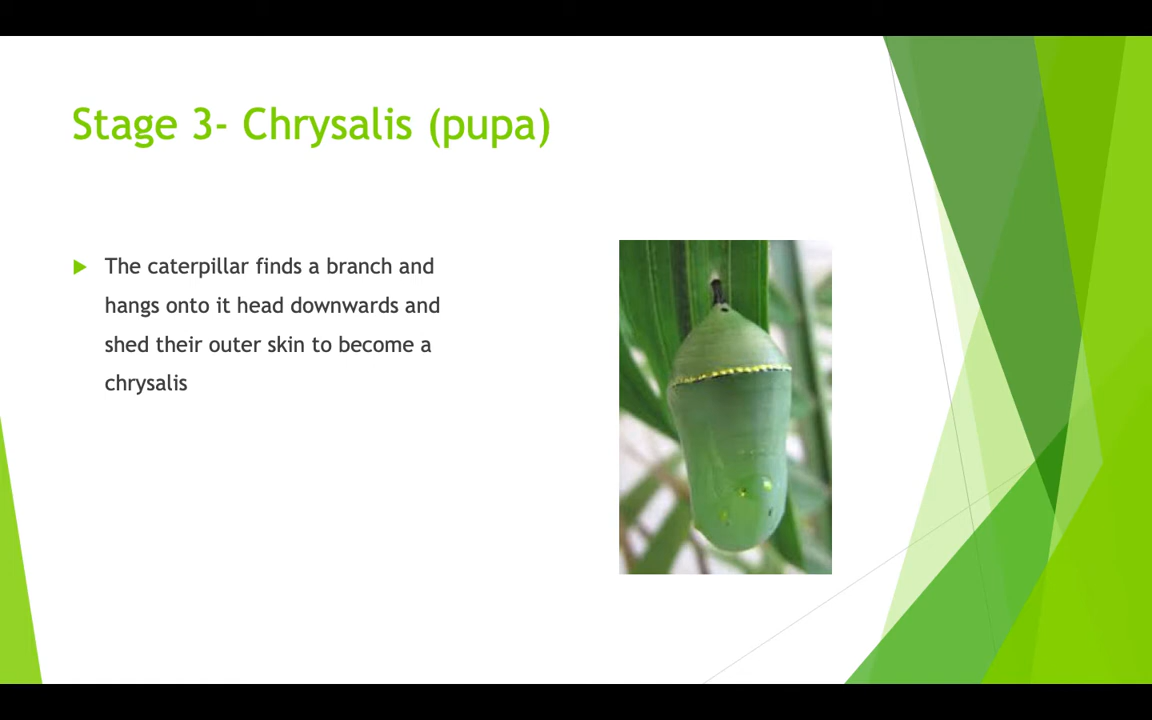 Stage 3- Chrysalis (pupa)
The caterpillar finds a branch and
hangs onto it head downwards and
shed their outer skin to become a
chrysalis